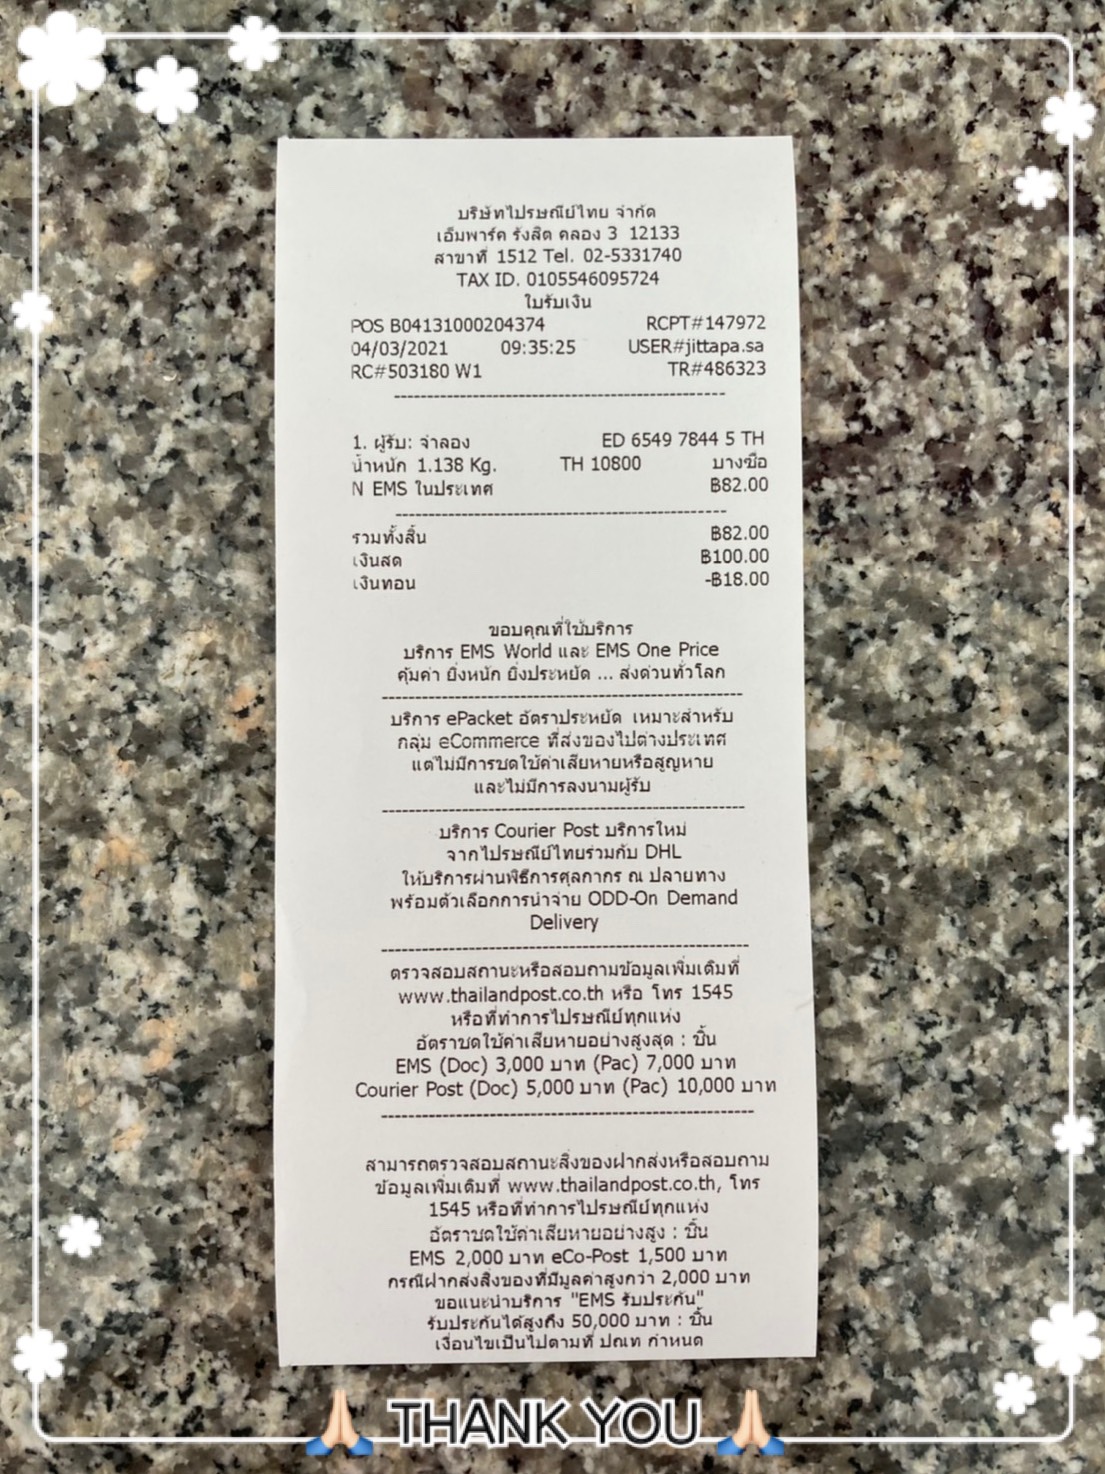 บริษัทไปรษณีย์ไทย จำกัด
เอ็มพาร์ค รังสิต คลอง 3 12133
สาขาที่ 1512 Tel. 02-5331740
TAX ID. 0105546095724
ใบรับเงิน
POS B04131000204374 RCPT#147972
04/03/2021 09:35:25 USER#jittapa.sa
RC#503180 W1 TR#486323
1. ผู้รับ: จำลอง ED 6549 7844 5 TH
น้ำหนัก 1.138 Kg. TH 10800 บางซื่อ
N EMS ในประเทศ ฿82.00
รวมทั้งสิ้น ฿82.00
เงินสด ฿100.00
เงินทอน -฿18.00
ขอบคุณที่ใช้บริการ
บริการ EMS World และ EMS One Price
คุ้มค่า ยิ่งหนัก ยิ่งประหยัด ... ส่งด่วนทั่วโลก
บริการ ePacket อัตราประหยัด เหมาะสำหรับ
กลุ่ม eCommerce ที่ส่งของไปต่างประเทศ
แต่ไม่มีการชดใช้ค่าเสียหายหรือสูญหาย
และไม่มีการลงนามผู้รับ
บริการ Courier Post บริการใหม่
จากไปรษณีย์ไทยร่วมกับ DHL
ให้บริการผ่านพิธีการศุลกากร ณ ปลายทาง
พร้อมตัวเลือกการนำจ่าย ODD-On Demand
Delivery
ตรวจสอบสถานะหรือสอบถามข้อมูลเพิ่มเติมที่
www.thailandpost.co.th หรือ โทร 1545
หรือที่ทำการไปรษณีย์ทุกแห่ง
อัตราชดใช้ค่าเสียหายอย่างสูงสุด : ชิ้น
EMS (Doc) 3,000 บาท (Pac) 7,000 บาท
Courier Post (Doc) 5,000 บาท (Pac) 10,000 บาท
สามารถตรวจสอบสถานะสิ่งของฝากส่งหรือสอบถาม
ข้อมูลเพิ่มเติมที่ www.thailandpost.co.th, โทร
1545 หรือที่ทำการไปรษณีย์ทุกแห่ง
อัตราชดใช้ค่าเสียหายอย่างสูง : ชิ้น
EMS 2,000 บาท eCo-Post 1,500 บาท
กรณีฝากส่งสิ่งของที่มีมูลค่าสูงกว่า 2,000 บาท
ขอแนะนำบริการ "EMS รับประกัน"
รับประกันได้สูงถึง 50,000 บาท : ชิ้น
เงื่อนไขเป็นไปตามที่ ปณท กำหนด
🙏🏻 THANK YOU 🙏🏻